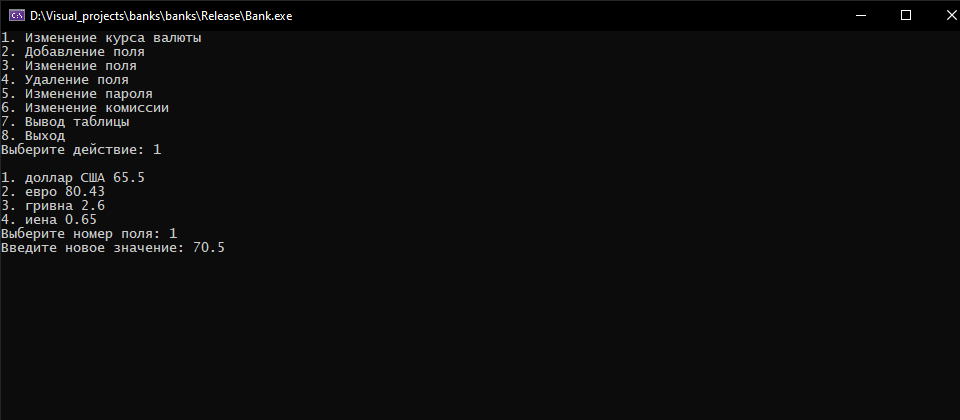 D:\Visual_projects\banks\banks\Release\Bank.exe
1. Изменение курса валюты
2. Добавление поля
3. Изменение поля
4. Удаление поля
5. Изменение пароля
6. Изменение комиссии
7. Вывод таблицы
8. Выход
Выберите действие: 1
1. доллар США 65.5
2. евро 80.43
3. гривна 2.6
4. иена 0.65
Выберите номер поля: 1
Введите новое значение: 70.5